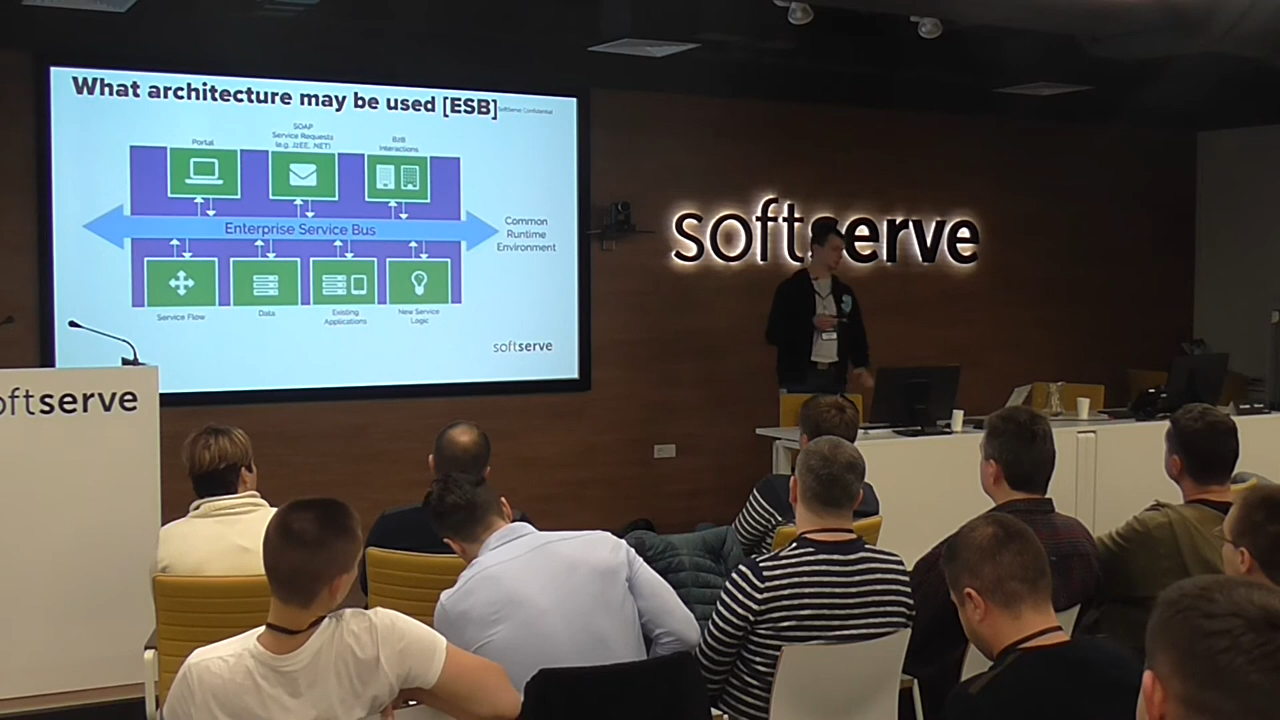 What architecture may be used [ESB]
SoftServe Confidential
Portal
SOAP
Service Requests
(e.g. J2EE, .NET)
B2B
Interactions
Enterprise Service Bus
Common
Runtime
Environment
Service Flow
Data
Existing
Applications
New Service
Logic
softserve
softserve
oftserve